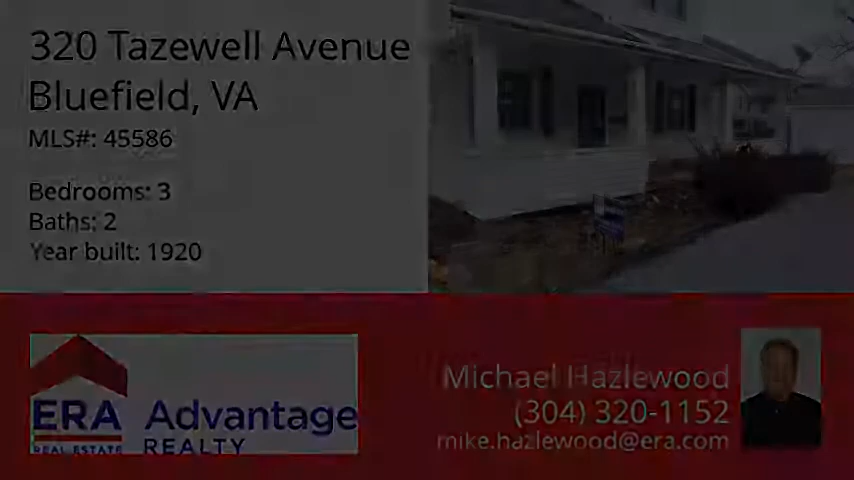 320 Tazewell Avenue
Bluefield, VA
MLS#: 45586
Bedrooms: 3
Baths: 2
Year built: 1920
ERA Advantage
REAL ESTATE REALTY
Michael Hazlewood
(304) 320-1152
mike.hazlewood@era.com